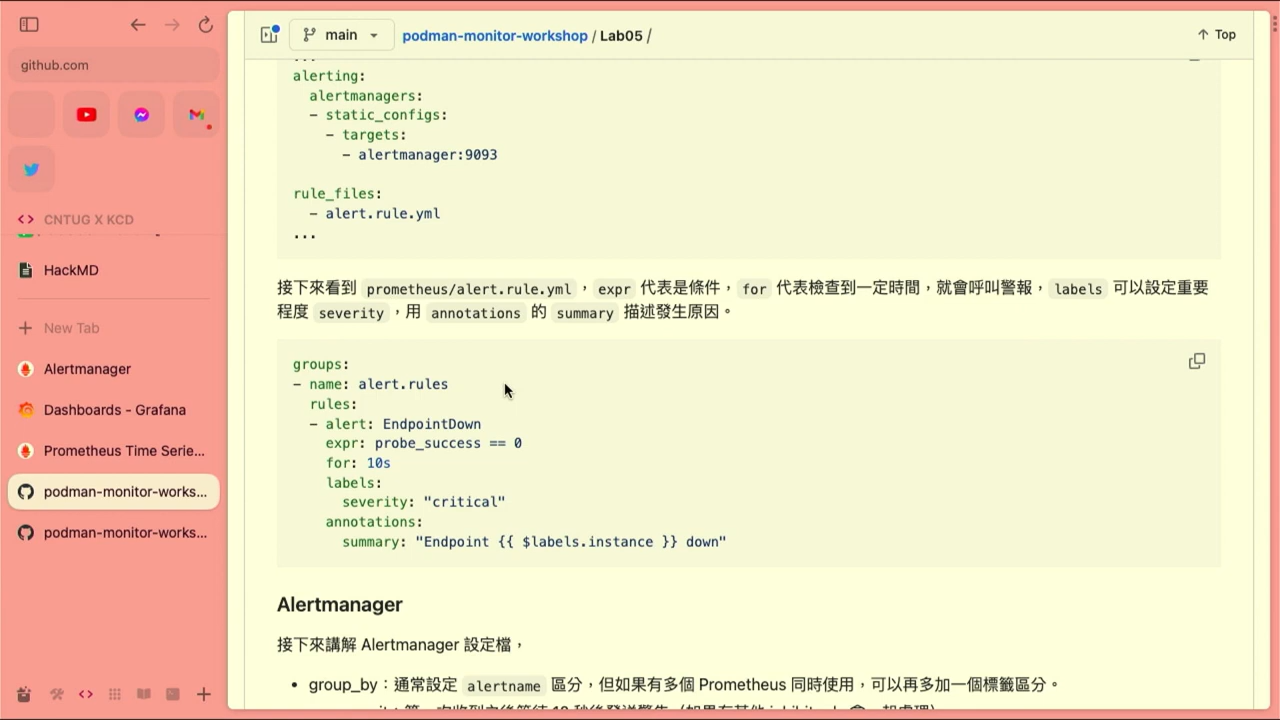 github.com
CNTUG X KCD
HackMD
New Tab
Alertmanager
Dashboards - Grafana
Prometheus Time Serie...
podman-monitor-works...
podman-monitor-works...
main
podman-monitor-workshop / Lab05 /
Top
...
alerting:
alertmanagers:
- static_configs:
- targets:
- alertmanager:9093
rule_files:
- alert.rule.yml
...
接下來看到 prometheus/alert.rule.yml，expr 代表是條件，for 代表檢查到一定時間，就會呼叫警報，labels 可以設定重要
程度 severity，用 annotations 的 summary 描述發生原因。
groups:
- name: alert.rules
rules:
- alert: EndpointDown
expr: probe_success == 0
for: 10s
labels:
severity: "critical"
annotations:
summary: "Endpoint {{ $labels.instance }} down"
Alertmanager
接下來講解 Alertmanager 設定檔，
• group_by：通常設定 alertname 區分，但如果有多個 Prometheus 同時使用，可以再多加一個標籤區分。